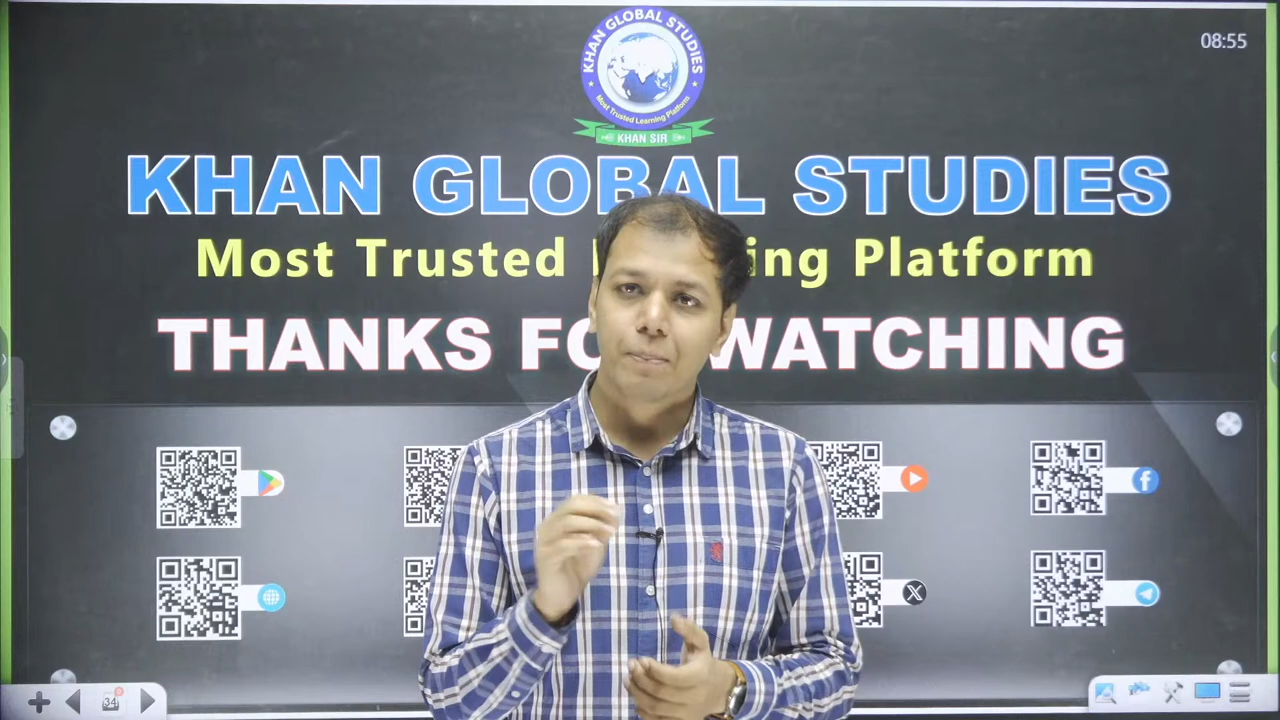 08:55
KHAN GLOBAL STUDIES
Most Trusted Learning Platform
KHAN SIR
KHAN GLOBAL STUDIES
Most Trusted ing Platform
THANKS FO WATCHING
34